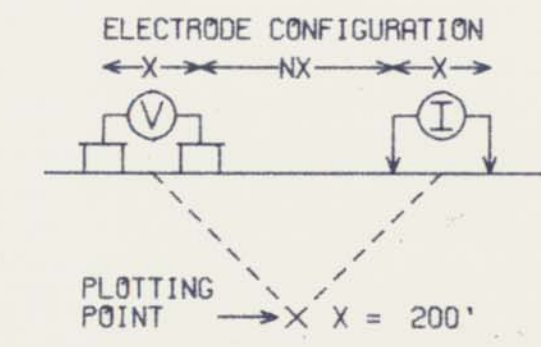 ELECTRODE CONFIGURATION
X NX X
V I
PLOTTING
POINT X X = 200'